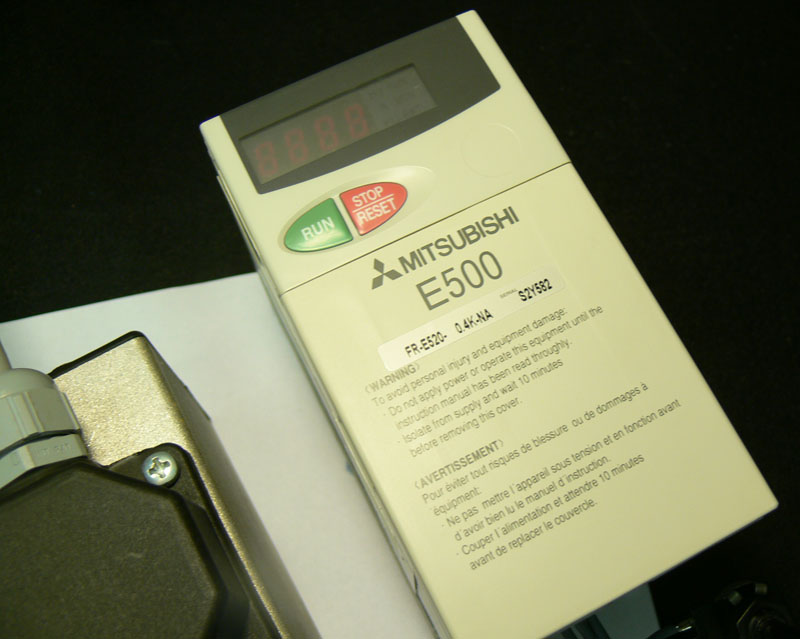 8888
RUN
STOP
RESET
MITSUBISHI
E500
FR-E520- 0.4K-NA SERIAL S2Y582
〈WARNING〉
To avoid personal injury and equipment damage:
- Do not apply power or operate this equipment until the
instruction manual has been read throughly.
- Isolate from supply and wait 10 minutes
before removing this cover.
〈AVERTISSEMENT〉
Pour éviter tout risques de blessure ou de dommages à
équipement:
- Ne pas mettre l'appareil sous tension et en fonction avant
d'avoir bien lu le manuel d'instruction.
- Couper l'alimentation et attendre 10 minutes
avant de replacer le couvercle.